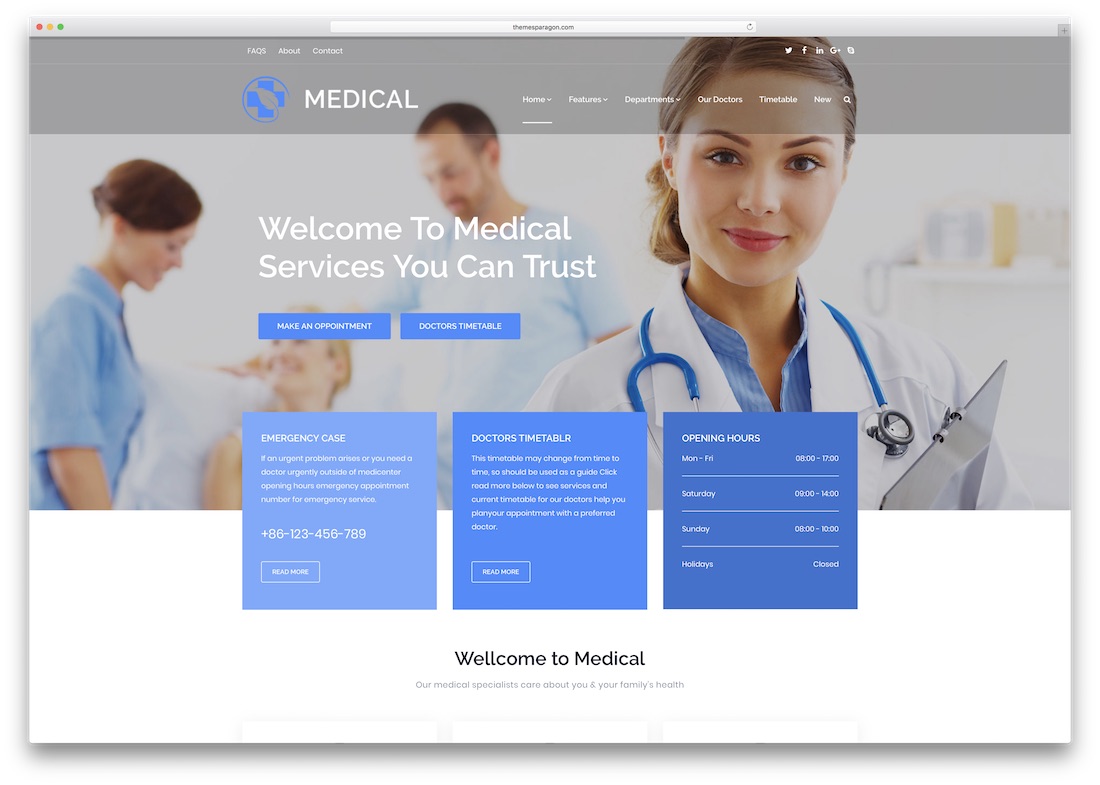 themesparagon.com
FAQS About Contact
MEDICAL
Home Features Departments Our Doctors Timetable New
Welcome To Medical
Services You Can Trust
MAKE AN OPPOINTMENT DOCTORS TIMETABLE
EMERGENCY CASE
If an urgent problem arises or you need a
doctor urgently outside of medicenter
opening hours emergency appointment
number for emergency service.
+86-123-456-789
READ MORE
DOCTORS TIMETABLR
This timetable may change from time to
time, so should be used as a guide Click
read more below to see services and
current timetable for our doctors help you
planyour appointment with a preferred
doctor.
READ MORE
OPENING HOURS
Mon - Fri 08:00 - 17:00
Saturday 09:00 - 14:00
Sunday 08:00 - 10:00
Holidays Closed
Wellcome to Medical
Our medical specialists care about you & your family's health